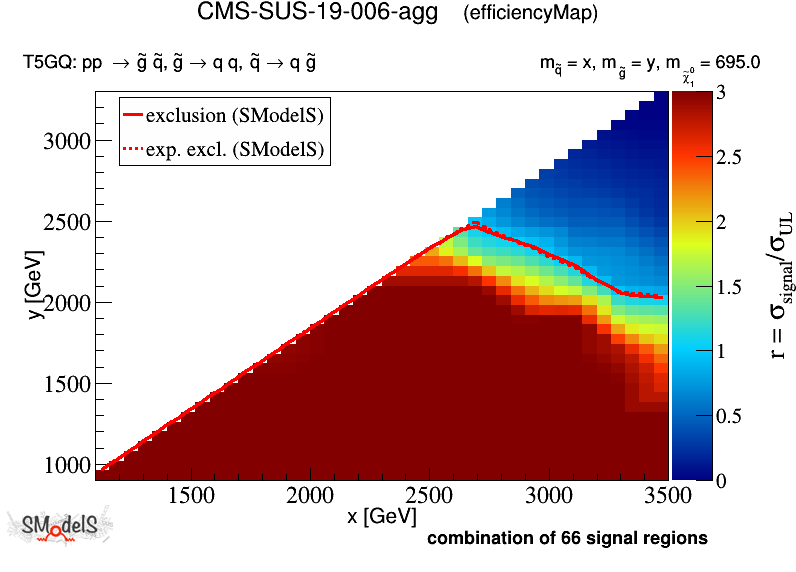 CMS-SUS-19-006-agg (efficiencyMap)
T5GQ: pp → g̃ q̃, g̃ → q q, q̃ → q g̃
m_q̃ = x, m_g̃ = y, m_χ̃₁⁰ = 695.0
exclusion (SModelS)
exp. excl. (SModelS)
3000
2500
2000
1500
1000
y [GeV]
1500 2000 2500 3000 3500
x [GeV]
3
2.5
2
1.5
1
0.5
0
r = σ_signal/σ_UL
SModelS
combination of 66 signal regions